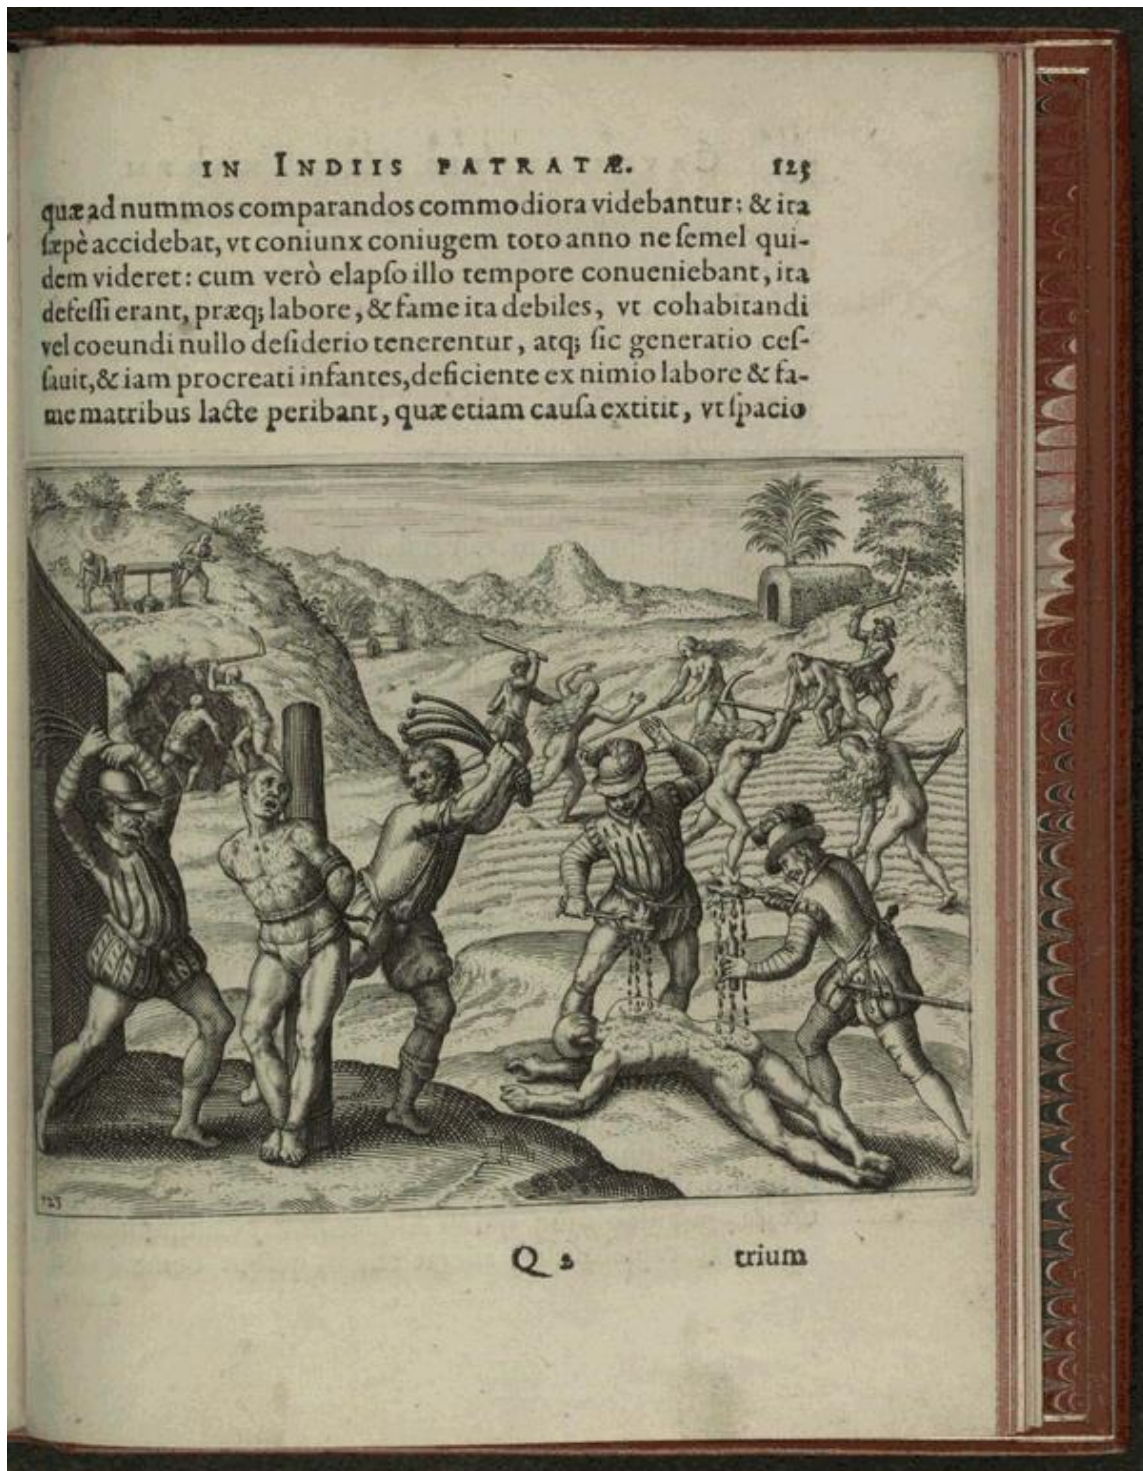 IN INDIIS PATRATÆ. 125
quæ ad nummos comparandos commodiora videbantur: & ita
ſæpè accidebat, vt coniunx coniugem toto anno ne ſemel qui-
dem videret: cum verò elapſo illo tempore conueniebant, ita
defeſſi erant, præq; labore, & fame ita debiles, vt cohabitandi
vel coeundi nullo deſiderio tenerentur, atq; ſic generatio ceſ-
ſauit, & iam procreati infantes, deficiente ex nimio labore & fa-
me matribus lacte peribant, quæ etiam cauſa extitit, vt ſpacio
123
Q 3 trium